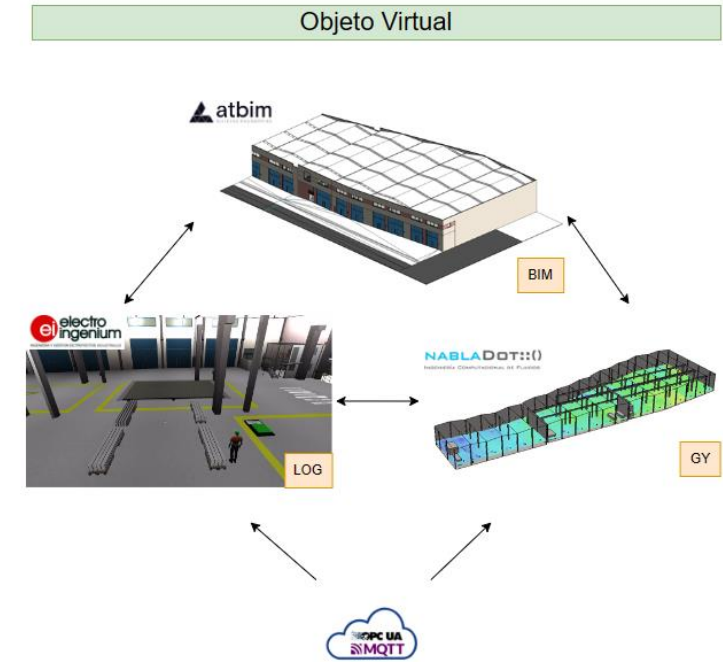 Objeto Virtual
atbim
BIM
electro
ingenium
LOG
NABLADOT::()
INGENIERÍA COMPUTACIONAL DE FLUIDOS
GY
OPC UA
MQTT